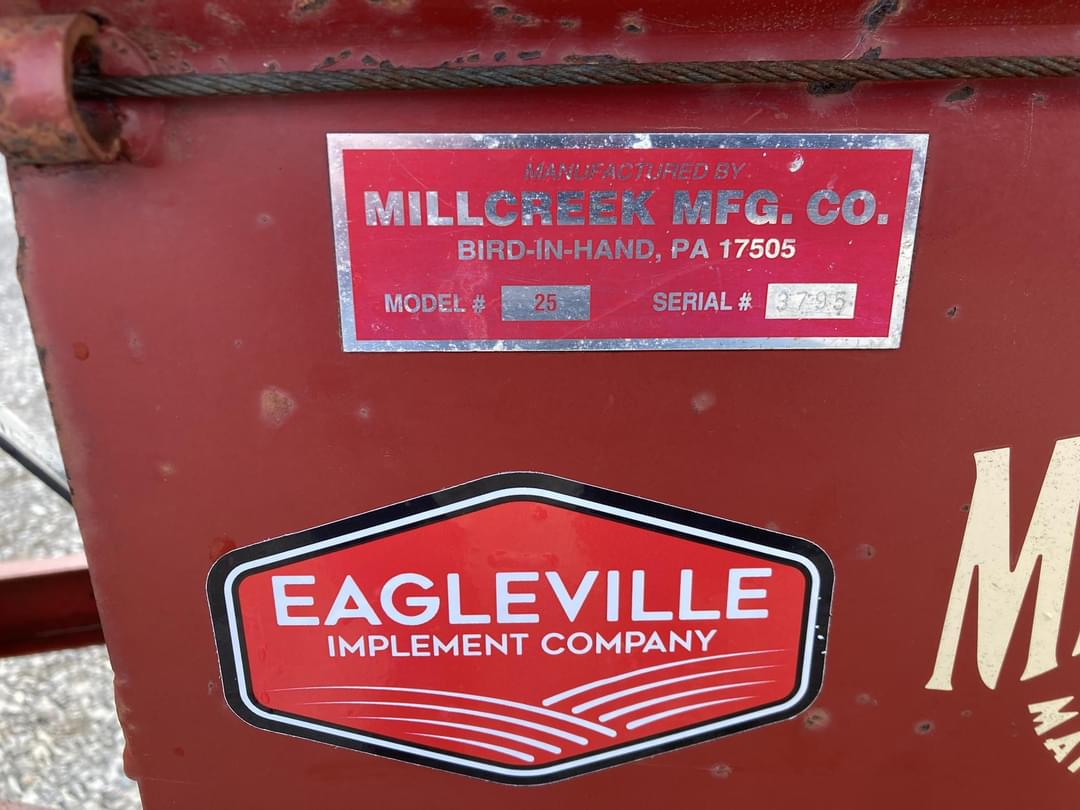 MANUFACTURED BY
MILLCREEK MFG. CO.
BIRD-IN-HAND, PA 17505
MODEL # 25 SERIAL # 3795
EAGLEVILLE
IMPLEMENT COMPANY